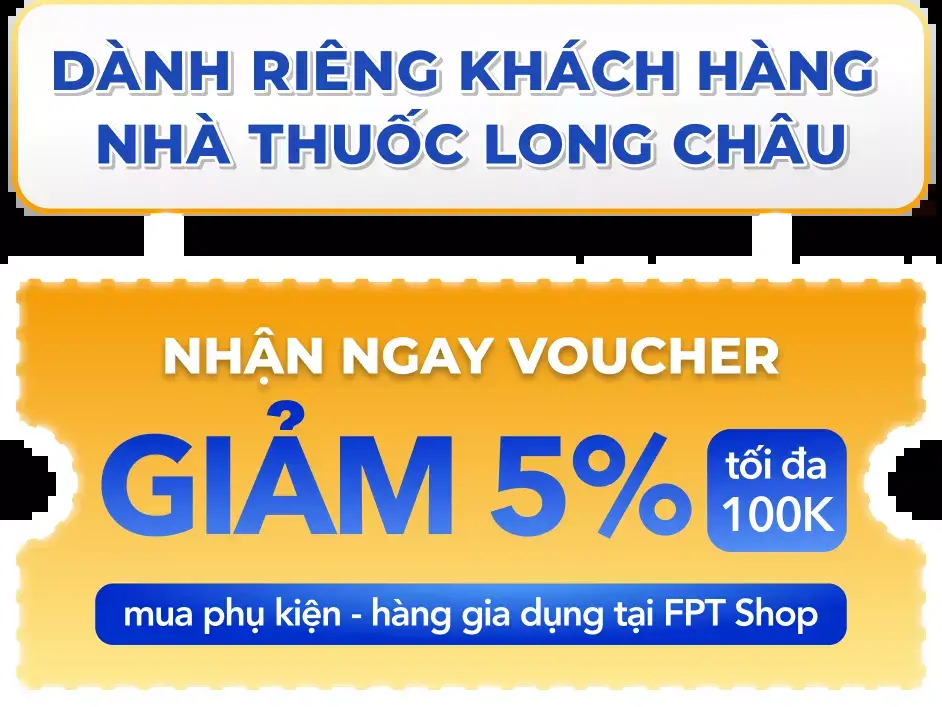 DÀNH RIÊNG KHÁCH HÀNG
NHÀ THUỐC LONG CHÂU
NHẬN NGAY VOUCHER
GIẢM 5%
tối đa
100K
mua phụ kiện - hàng gia dụng tại FPT Shop